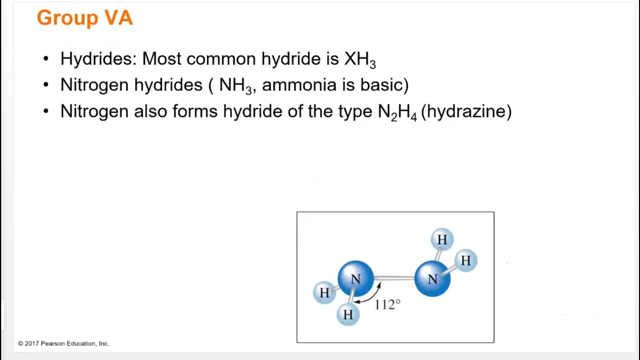 Group VA
• Hydrides: Most common hydride is XH₃
• Nitrogen hydrides ( NH₃, ammonia is basic)
• Nitrogen also forms hydride of the type N₂H₄ (hydrazine)
H
H
N
N
H
H
112°
© 2017 Pearson Education, Inc.